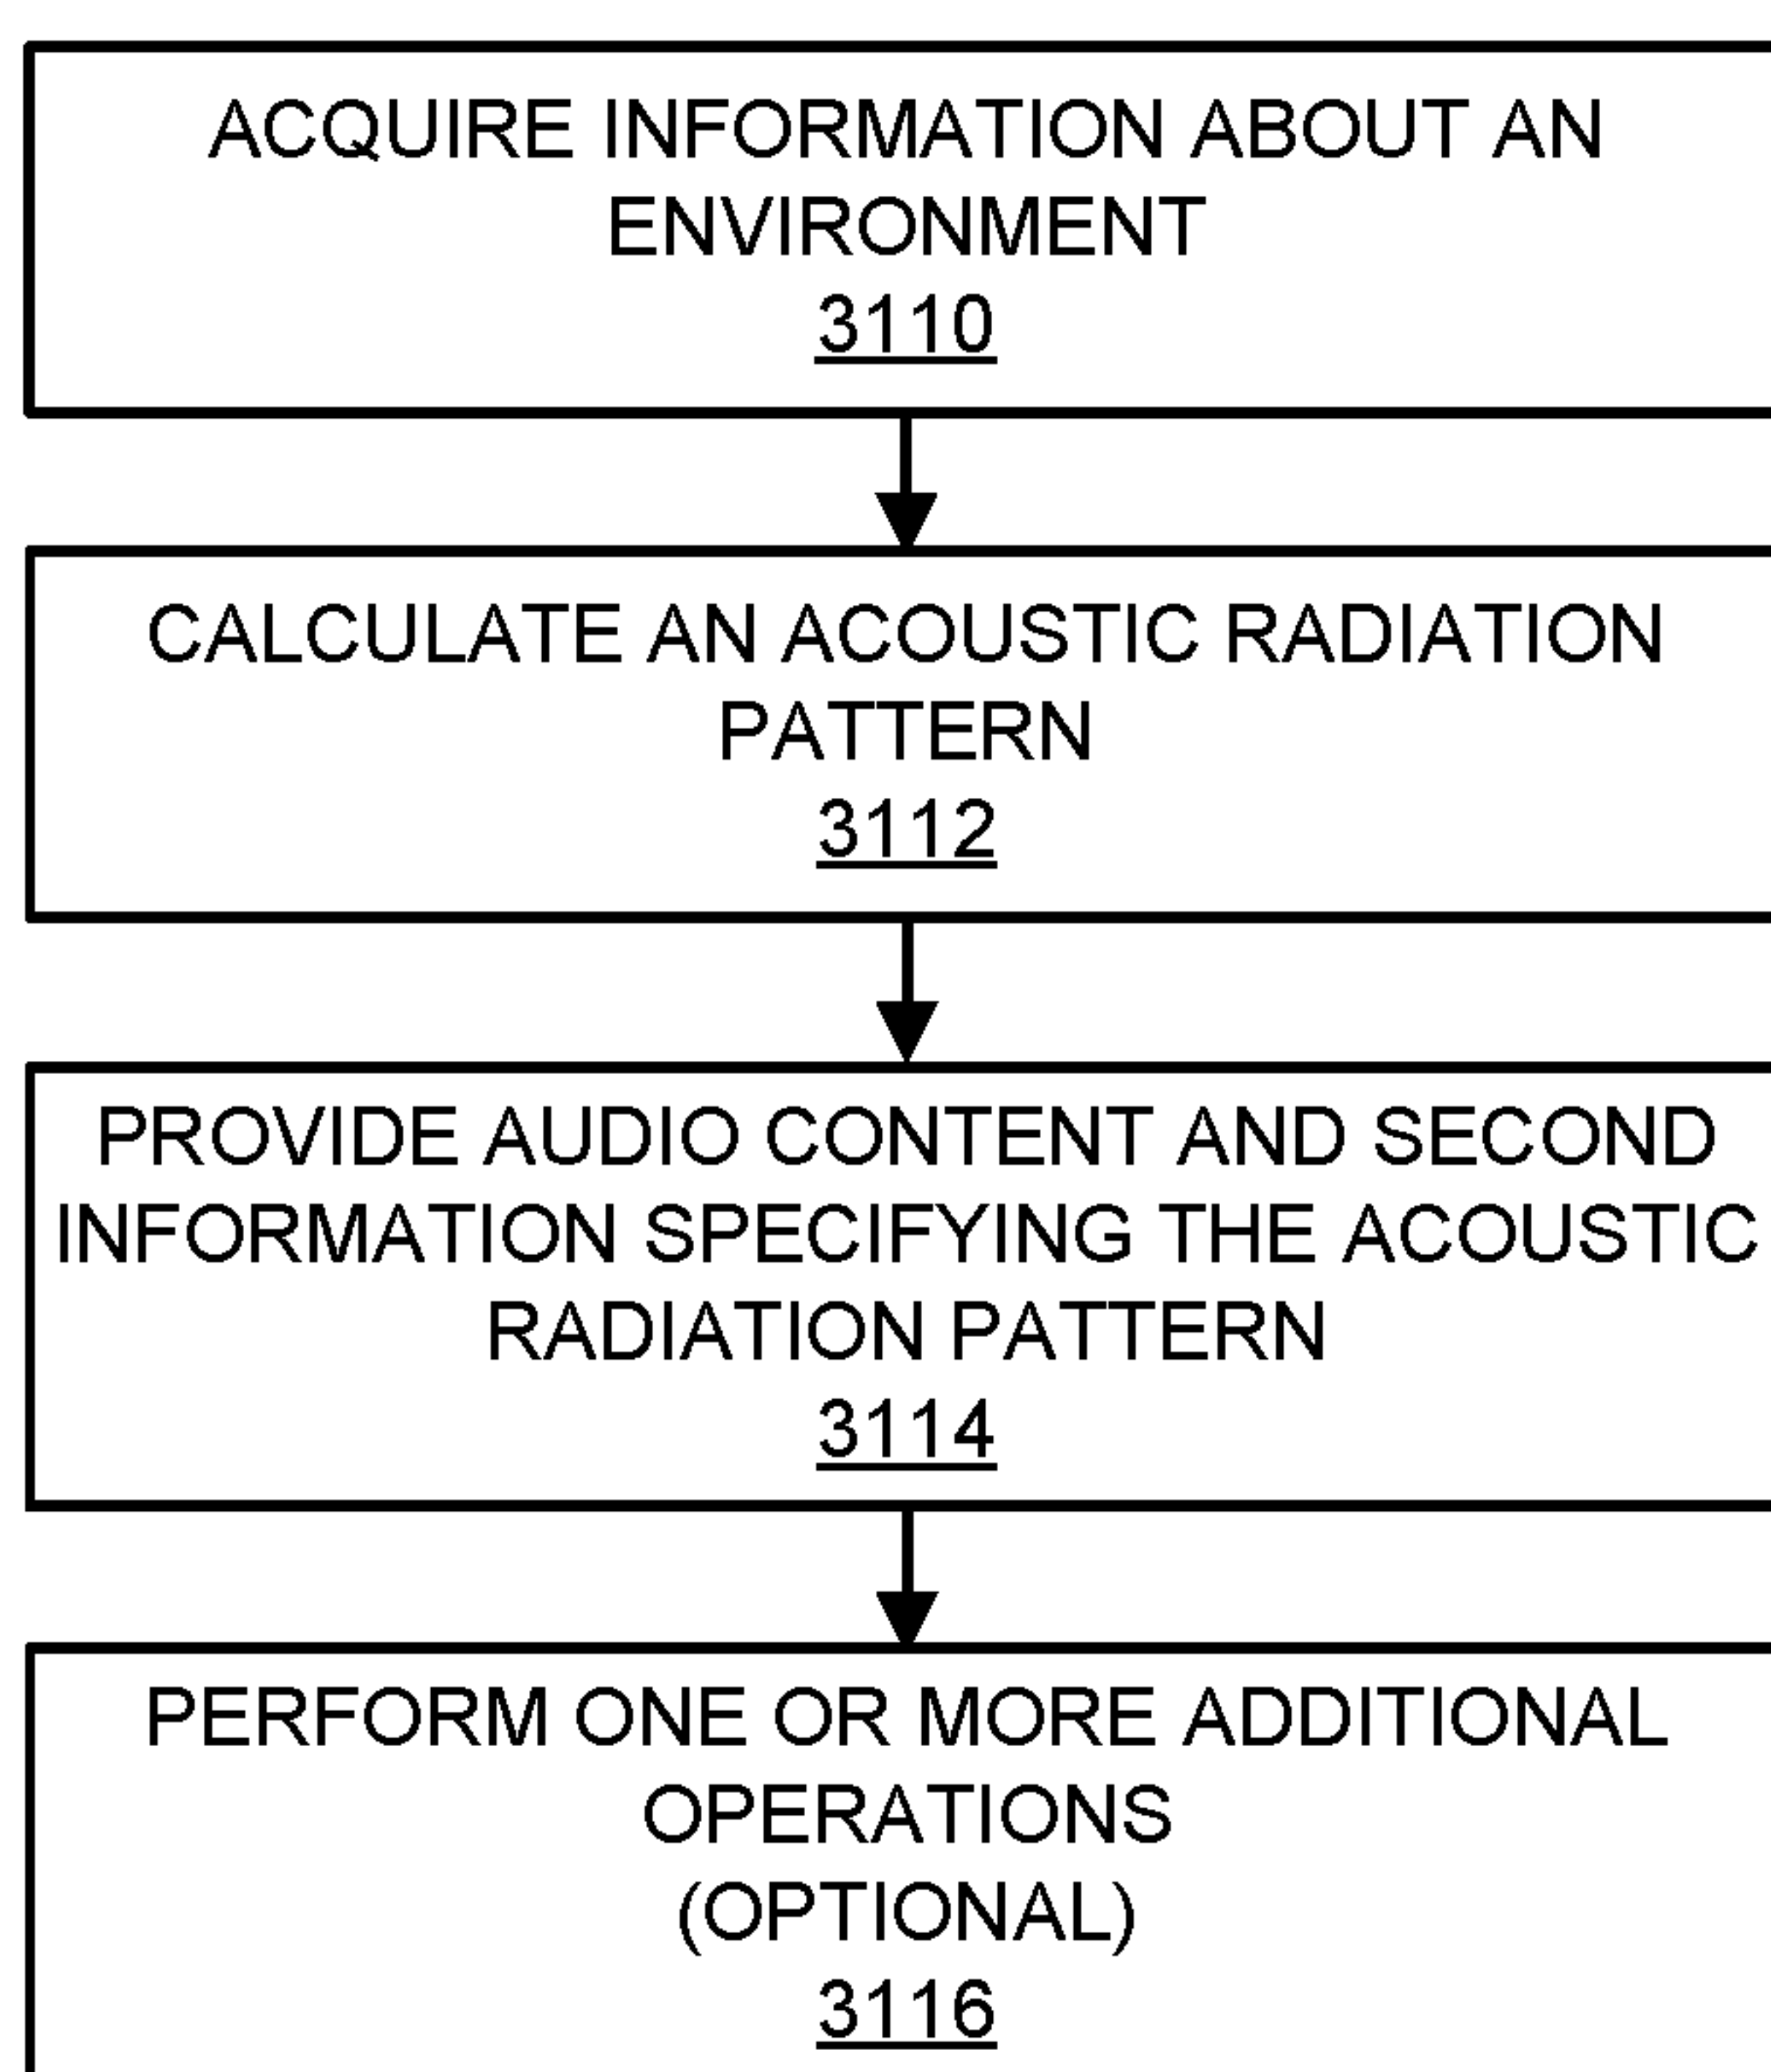 ACQUIRE INFORMATION ABOUT AN
ENVIRONMENT
3110
CALCULATE AN ACOUSTIC RADIATION
PATTERN
3112
PROVIDE AUDIO CONTENT AND SECOND
INFORMATION SPECIFYING THE ACOUSTIC
RADIATION PATTERN
3114
PERFORM ONE OR MORE ADDITIONAL
OPERATIONS
(OPTIONAL)
3116